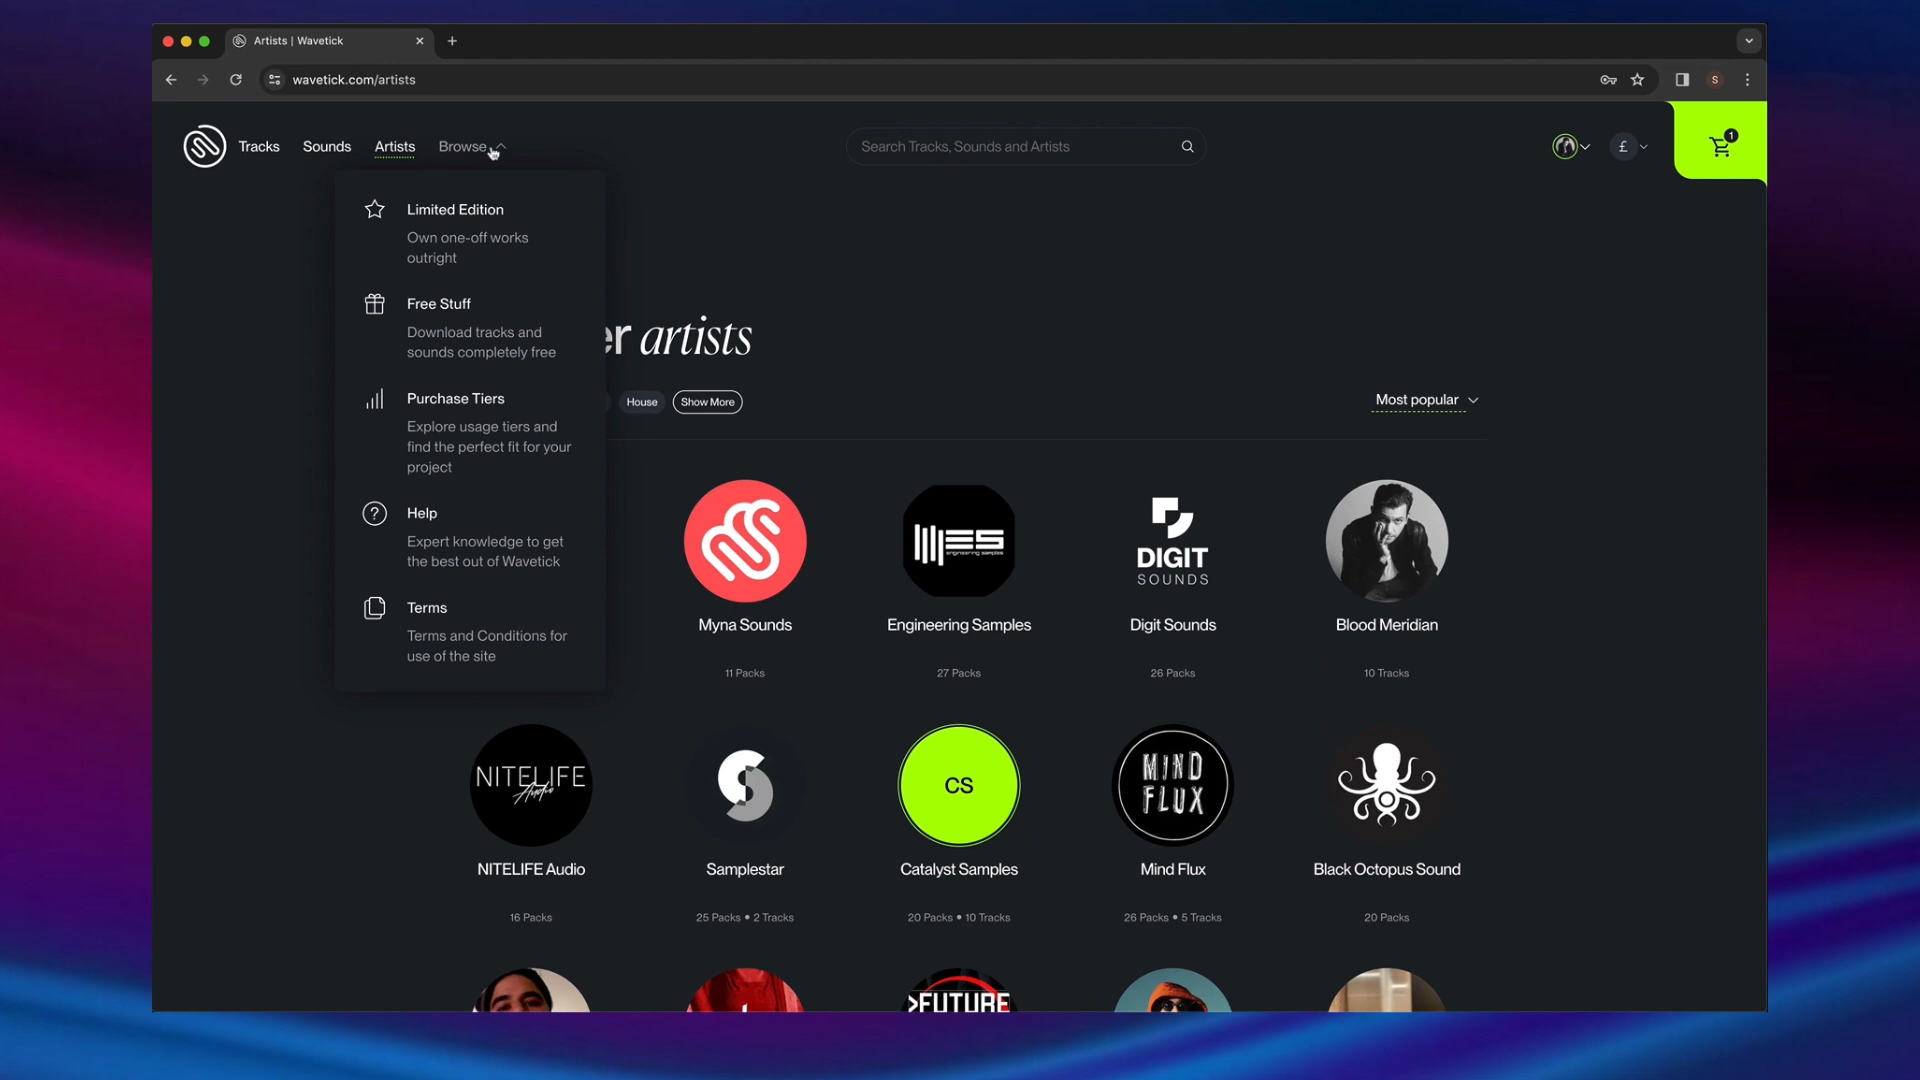 Artists | Wavetick
wavetick.com/artists
S
Tracks
Sounds
Artists
Browse
Search Tracks, Sounds and Artists
£
1
Limited Edition
Own one-off works
outright
Free Stuff
Download tracks and
sounds completely free
Purchase Tiers
Explore usage tiers and
find the perfect fit for your
project
Help
Expert knowledge to get
the best out of Wavetick
Terms
Terms and Conditions for
use of the site
er artists
House
Show More
Most popular
ES
engineering samples
DIGIT
SOUNDS
Myna Sounds
Engineering Samples
Digit Sounds
Blood Meridian
11 Packs
27 Packs
26 Packs
10 Tracks
NITELIFE
Audio
CS
MIND
FLUX
NITELIFE Audio
Samplestar
Catalyst Samples
Mind Flux
Black Octopus Sound
16 Packs
25 Packs • 2 Tracks
20 Packs • 10 Tracks
26 Packs • 5 Tracks
20 Packs
>FUTURE